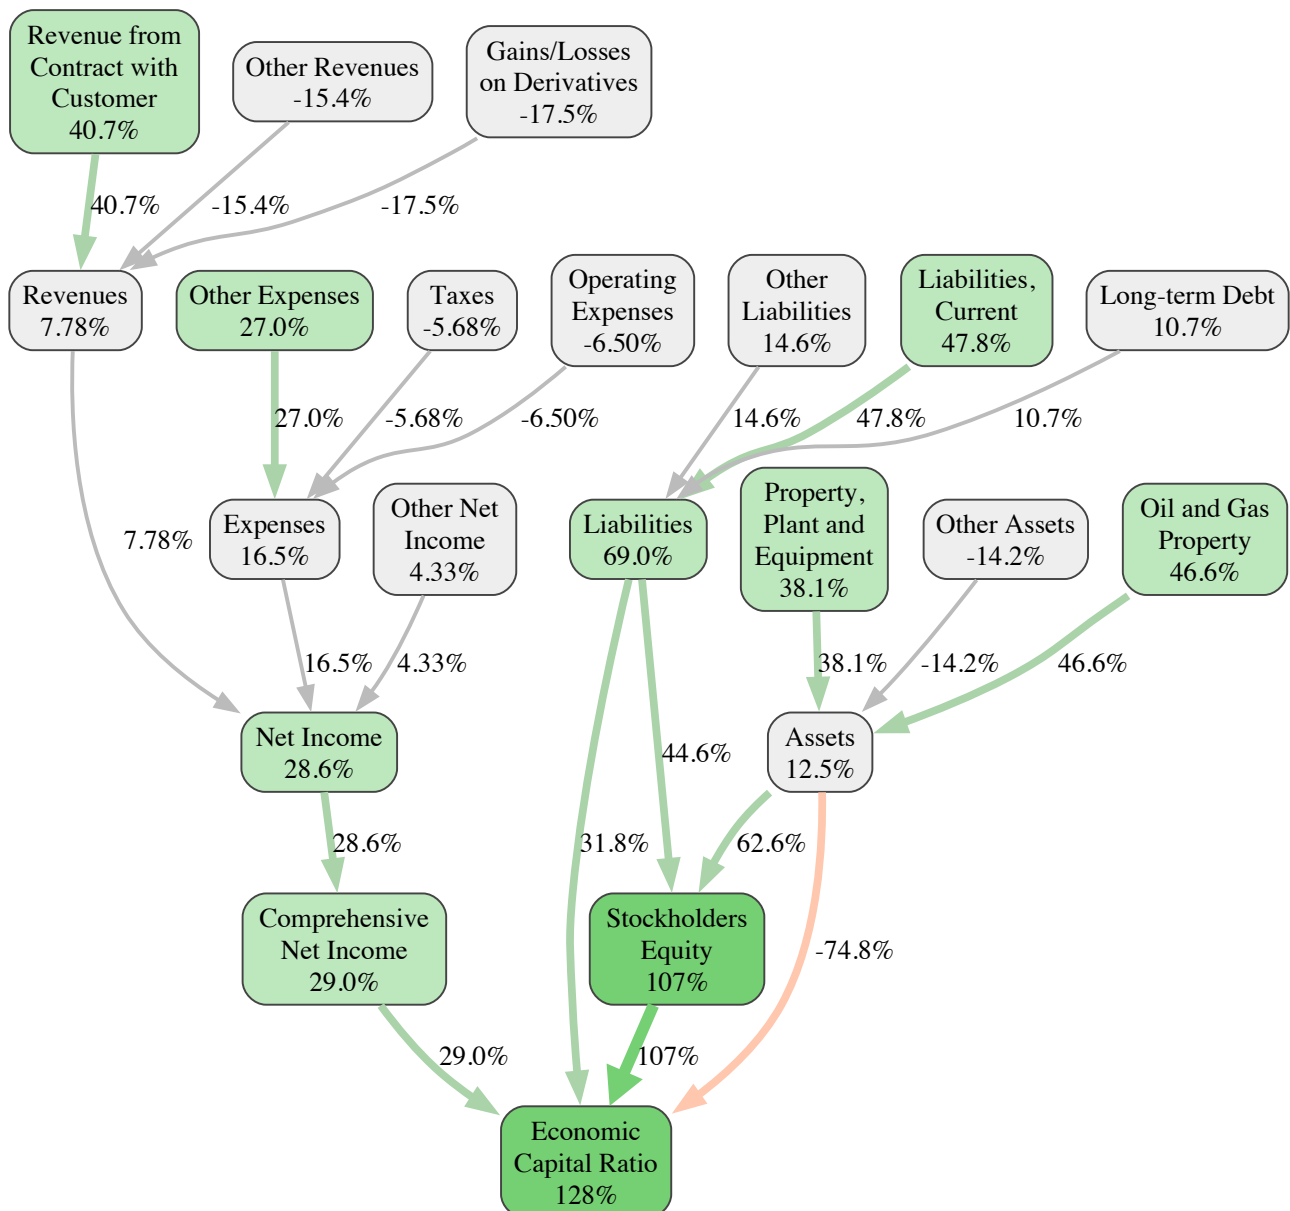 Revenue from
Contract with
Customer
40.7%
Other Revenues
-15.4%
Gains/Losses
on Derivatives
-17.5%
40.7%
-15.4%
-17.5%
Revenues
7.78%
Other Expenses
27.0%
Taxes
-5.68%
Operating
Expenses
-6.50%
Other
Liabilities
14.6%
Liabilities,
Current
47.8%
Long-term Debt
10.7%
27.0%
-5.68%
-6.50%
14.6%
47.8%
10.7%
7.78%
Expenses
16.5%
Other Net
Income
4.33%
Liabilities
69.0%
Property,
Plant and
Equipment
38.1%
Other Assets
-14.2%
Oil and Gas
Property
46.6%
16.5%
4.33%
38.1%
-14.2%
46.6%
Net Income
28.6%
44.6%
Assets
12.5%
28.6%
31.8%
62.6%
Comprehensive
Net Income
29.0%
Stockholders
Equity
107%
-74.8%
29.0%
107%
Economic
Capital Ratio
128%